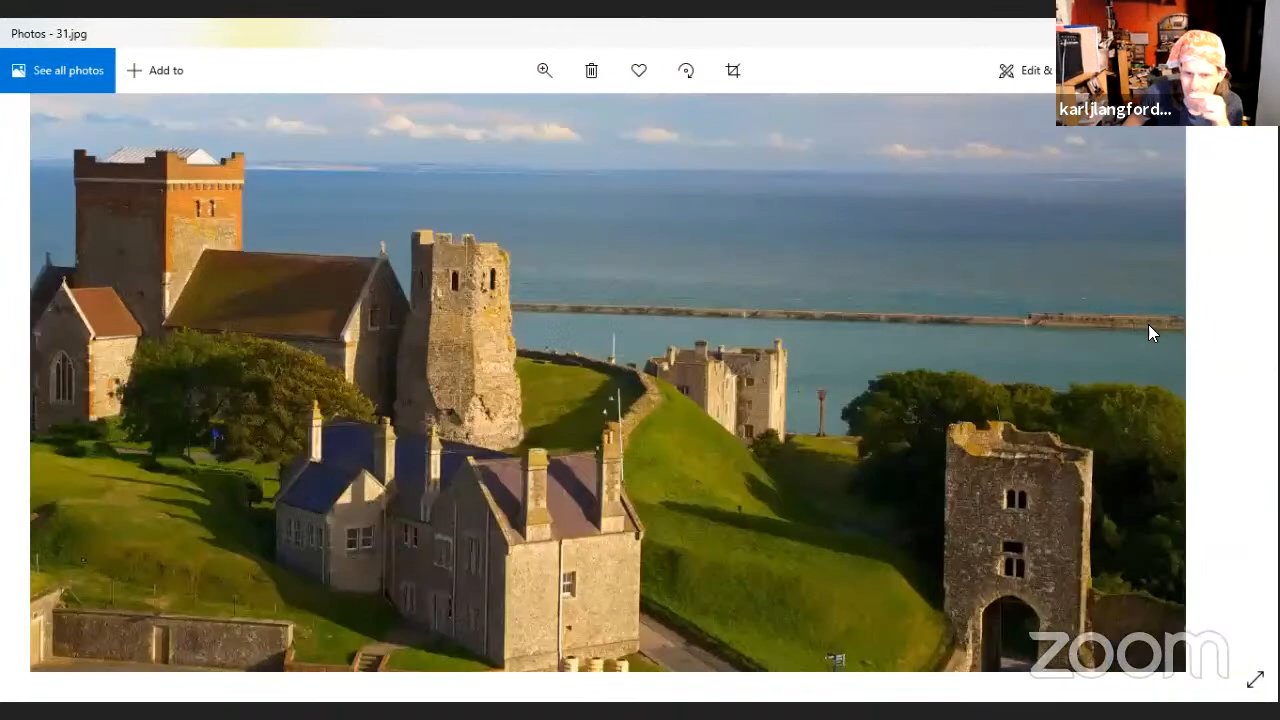 Photos - 31.jpg
See all photos
Add to
Edit &
karljlangford...
zoom